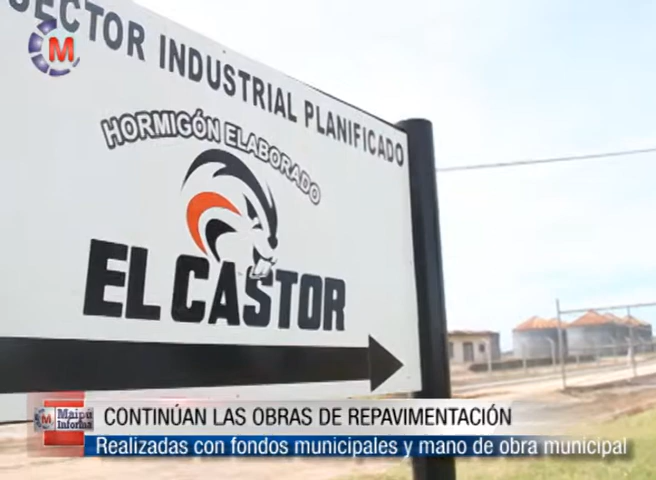 M
SECTOR INDUSTRIAL PLANIFICADO
HORMIGÓN ELABORADO
EL CASTOR
M
Maipú
Informa
CONTINÚAN LAS OBRAS DE REPAVIMENTACIÓN
Realizadas con fondos municipales y mano de obra municipal